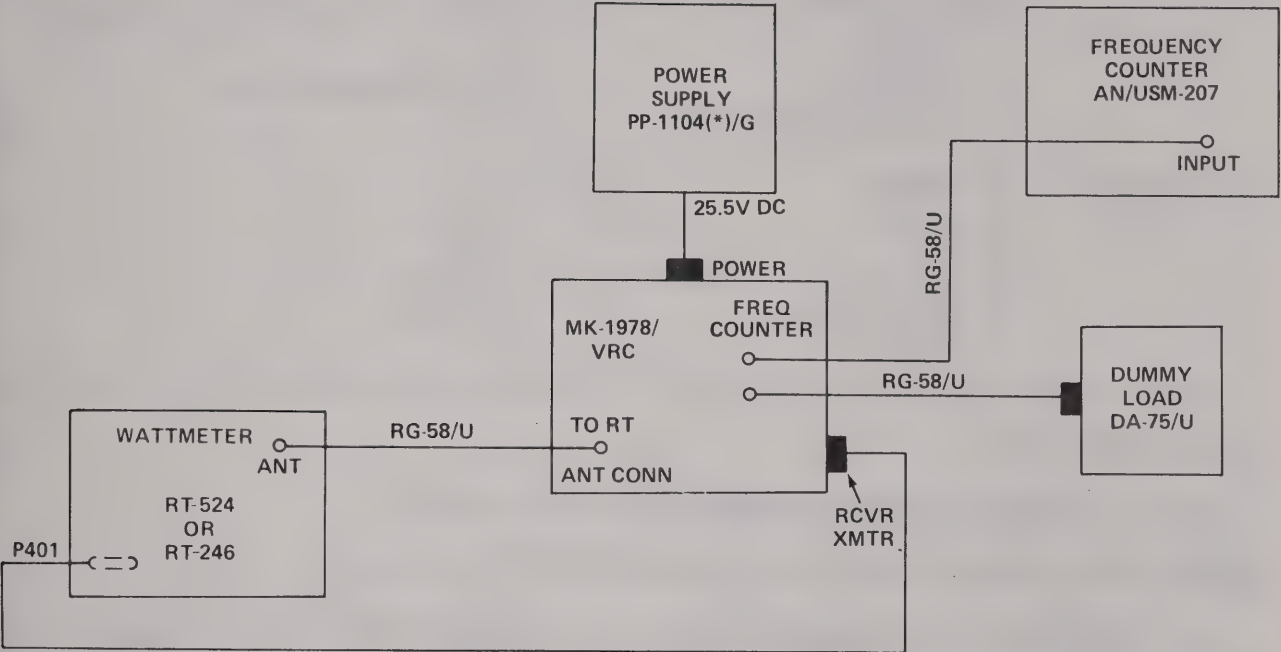 POWER
SUPPLY
PP-1104(*)/G
FREQUENCY
COUNTER
AN/USM-207
INPUT
25.5V DC
POWER
RG-58/U
MK-1978/
VRC
FREQ
COUNTER
RG-58/U
DUMMY
LOAD
DA-75/U
WATTMETER
ANT
RG-58/U
TO RT
ANT CONN
RCVR
XMTR
RT-524
OR
RT-246
P401